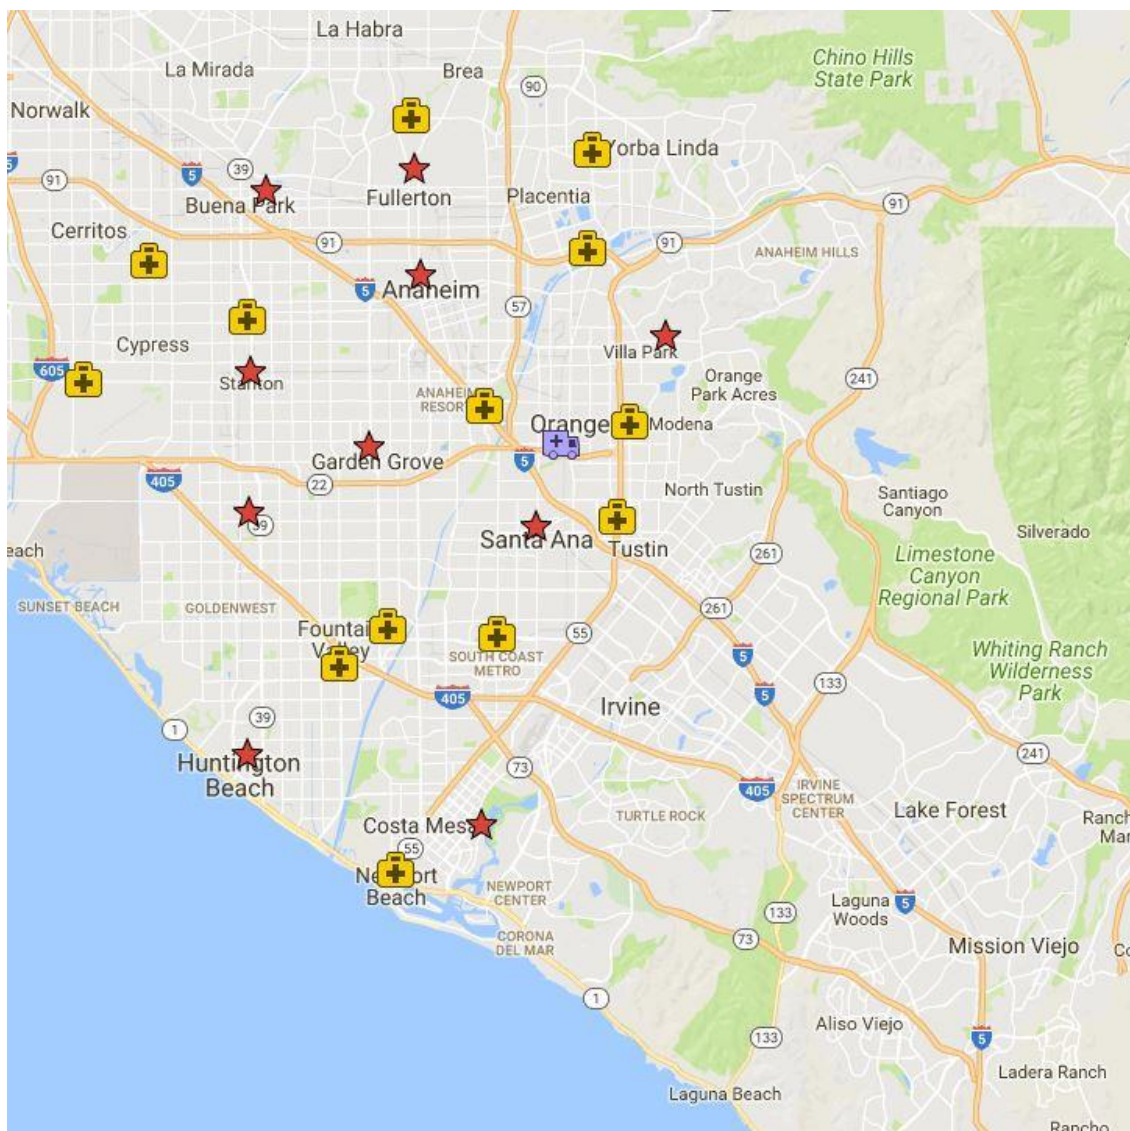 La Habra
La Mirada
Brea
Chino Hills
State Park
90
Norwalk
Yorba Linda
39
5
5
91
Fullerton
Placentia
Buena Park
91
Cerritos
91
91
ANAHEIM HILLS
5
Anaheim
57
Cypress
Villa Park
605
Stanton
Orange
Park Acres
241
ANAHEIM
RESORT
Orange
Modena
Garden Grove
5
405
22
North Tustin
Santiago
Canyon
39
Silverado
Santa Ana
Tustin
each
261
Limestone
Canyon
Regional Park
SUNSET BEACH
GOLDENWEST
261
Fountain
Valley
55
5
SOUTH COAST
METRO
Whiting Ranch
Wilderness
Park
133
5
405
Irvine
39
1
241
Huntington
Beach
73
405
IRVINE
SPECTRUM
CENTER
Lake Forest
TURTLE ROCK
Costa Mesa
Ranch
Mar
55
Newport
Beach
NEWPORT
CENTER
Laguna
Woods
5
133
CORONA
DEL MAR
73
Mission Viejo
Co
1
Aliso Viejo
133
5
Ladera Ranch
Laguna Beach
Rancho